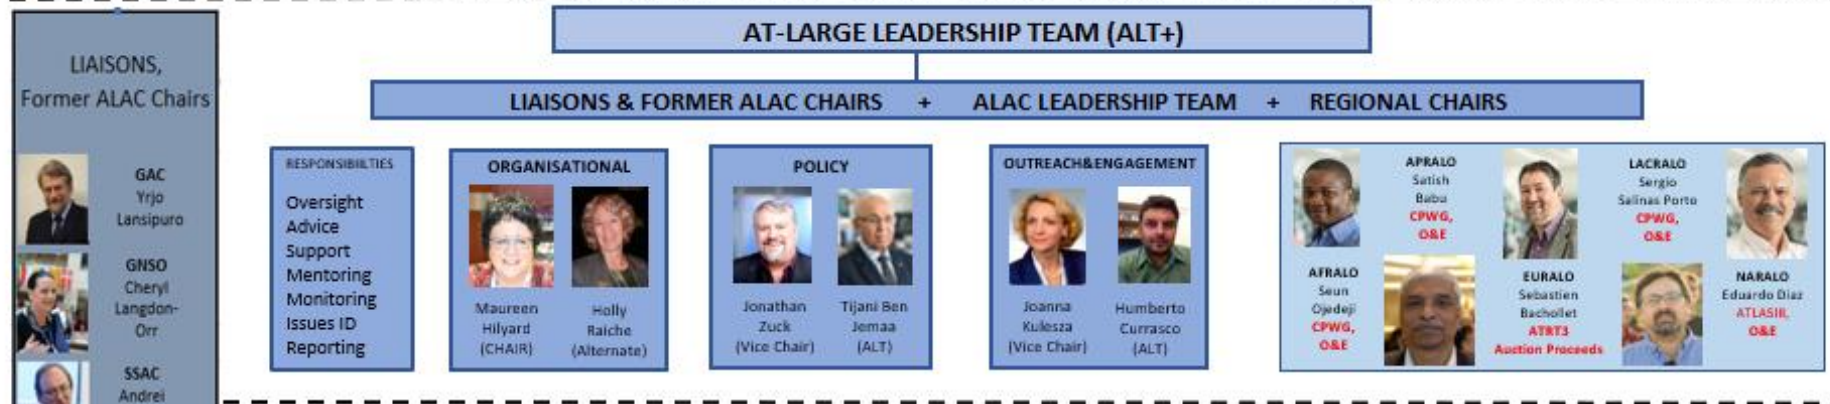 LIAISONS,
Former ALAC Chairs
GAC
Yrjo
Lansipuro
GNSO
Cheryl
Langdon-
Orr
SSAC
Andrei
AT-LARGE LEADERSHIP TEAM (ALT+)
LIAISONS & FORMER ALAC CHAIRS + ALAC LEADERSHIP TEAM + REGIONAL CHAIRS
RESPONSIBIILTIES
Oversight
Advice
Support
Mentoring
Monitoring
Issues ID
Reporting
ORGANISATIONAL
Maureen
Hilyard
(CHAIR)
Holly
Raiche
(Alternate)
POLICY
Jonathan
Zuck
(Vice Chair)
Tijani Ben
Jemaa
(ALT)
OUTREACH&ENGAGEMENT
Joanna
Kulesza
(Vice Chair)
Humberto
Currasco
(ALT)
APRALO
Satish
Babu
CPWG,
O&E
LACRALO
Sergio
Salinas Porto
CPWG,
O&E
AFRALO
Seun
Ojedeji
CPWG,
O&E
EURALO
Sebastien
Bachollet
ATRT3
Auction Proceeds
NARALO
Eduardo Diaz
ATLASIII,
O&E